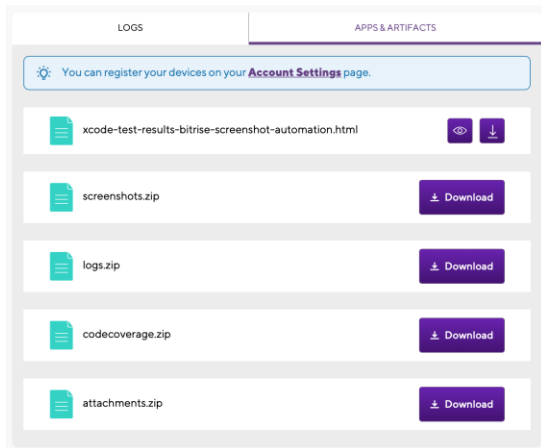 LOGS
APPS & ARTIFACTS
You can register your devices on your Account Settings page.
xcode-test-results-bitrise-screenshot-automation.html
screenshots.zip
Download
logs.zip
Download
codecoverage.zip
Download
attachments.zip
Download